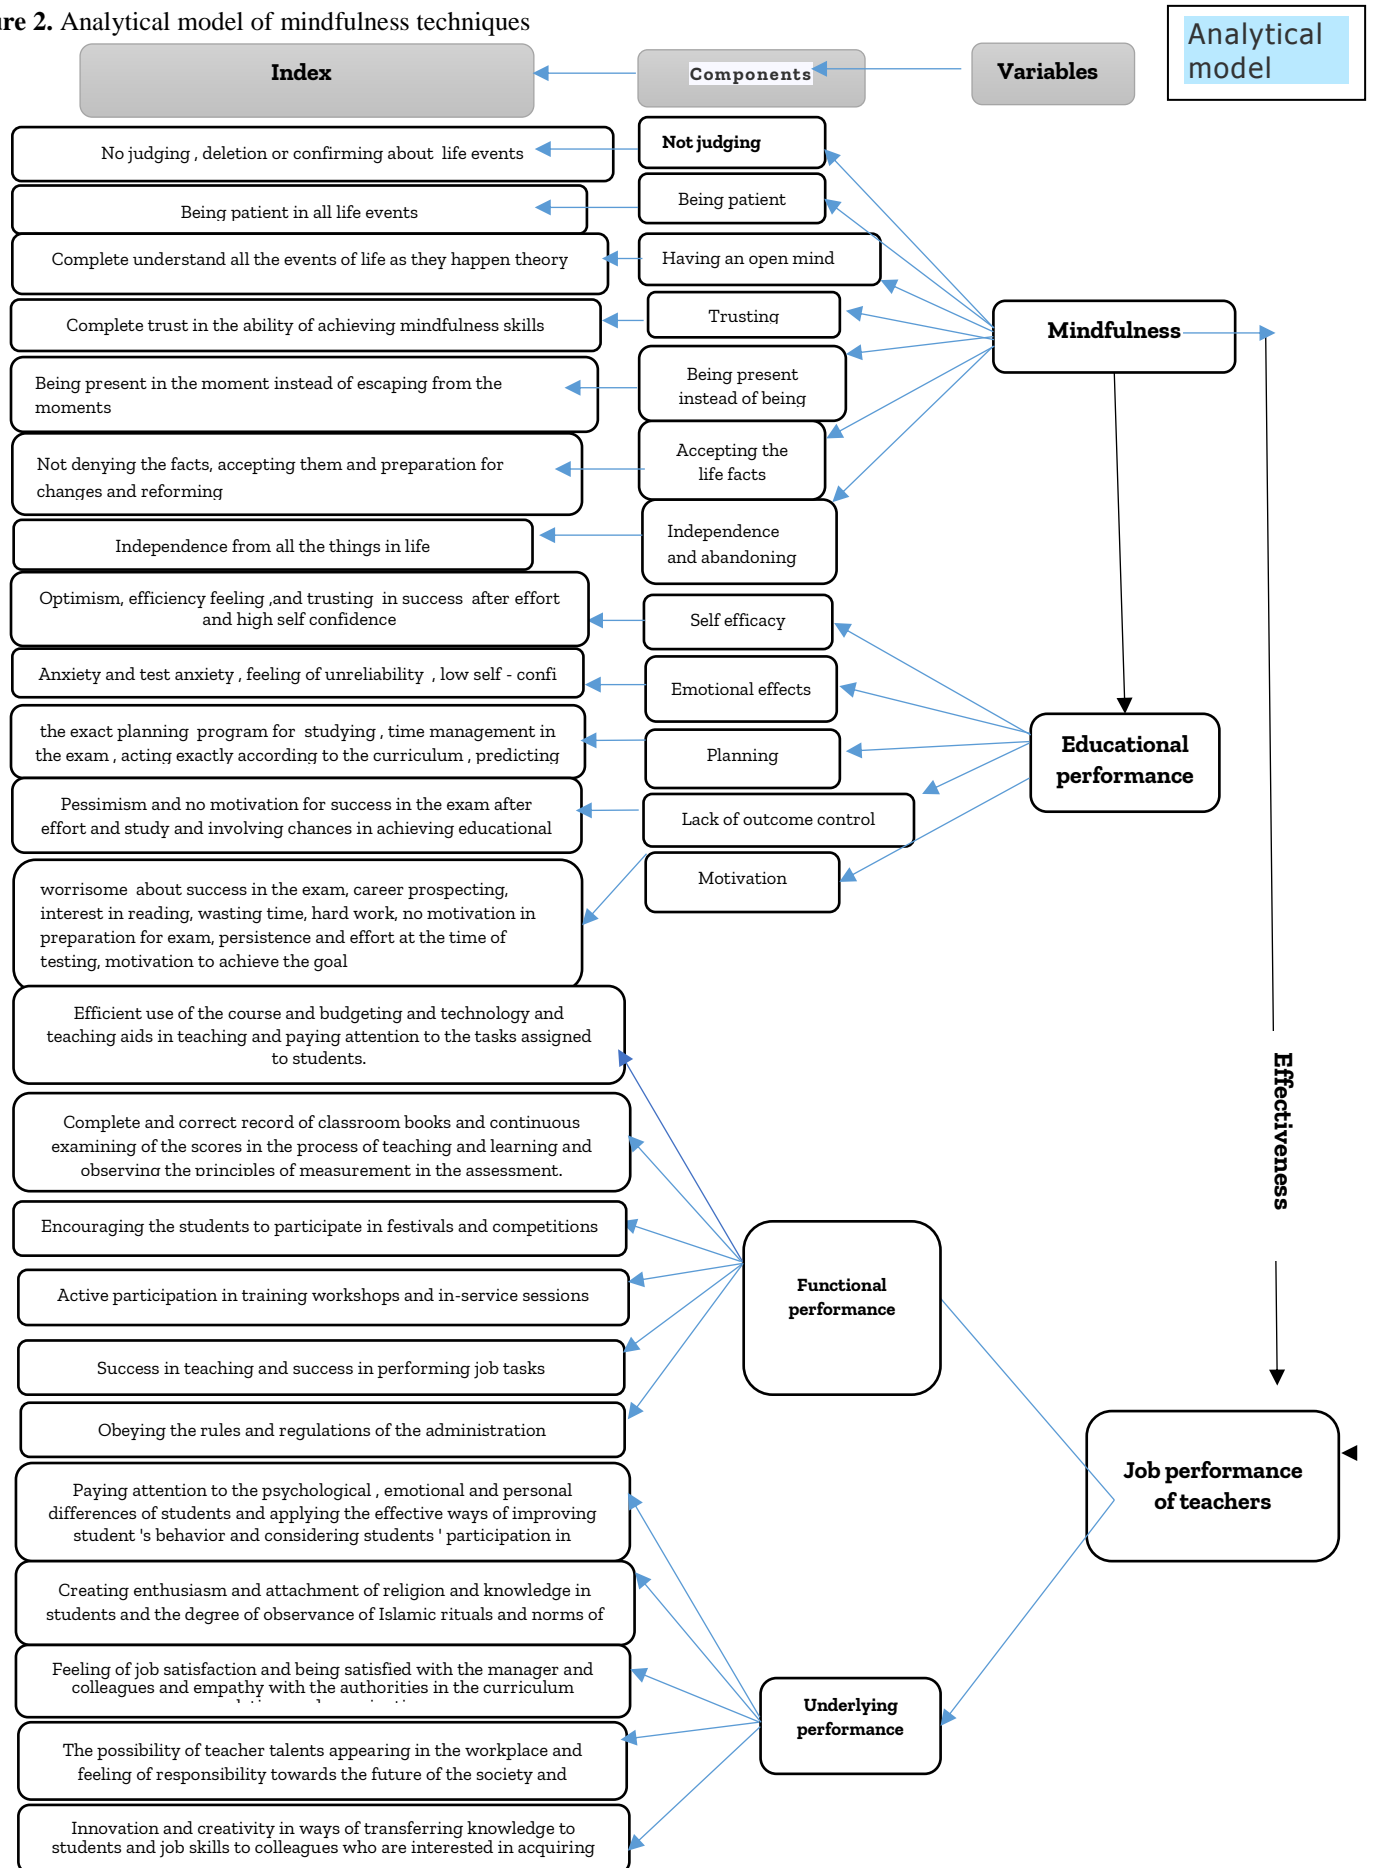 ure 2. Analytical model of mindfulness techniques
Analytical
model
Index
Components
Variables
No judging , deletion or confirming about life events
Not judging
Being patient in all life events
Being patient
Complete understand all the events of life as they happen theory
Having an open mind
Complete trust in the ability of achieving mindfulness skills
Trusting
Mindfulness
Being present in the moment instead of escaping from the
moments
Being present
instead of being
Not denying the facts, accepting them and preparation for
changes and reforming
Accepting the
life facts
Independence from all the things in life
Independence
and abandoning
Optimism, efficiency feeling ,and trusting in success after effort
and high self confidence
Self efficacy
Anxiety and test anxiety , feeling of unreliability , low self - confi
Emotional effects
the exact planning program for studying , time management in
the exam , acting exactly according to the curriculum , predicting
Planning
Educational
performance
Pessimism and no motivation for success in the exam after
effort and study and involving chances in achieving educational
Lack of outcome control
Motivation
worrisome about success in the exam, career prospecting,
interest in reading, wasting time, hard work, no motivation in
preparation for exam, persistence and effort at the time of
testing, motivation to achieve the goal
Efficient use of the course and budgeting and technology and
teaching aids in teaching and paying attention to the tasks assigned
to students.
Effectiveness
Complete and correct record of classroom books and continuous
examining of the scores in the process of teaching and learning and
observing the principles of measurement in the assessment.
Encouraging the students to participate in festivals and competitions
Active participation in training workshops and in-service sessions
Functional
performance
Success in teaching and success in performing job tasks
Obeying the rules and regulations of the administration
Job performance
of teachers
Paying attention to the psychological , emotional and personal
differences of students and applying the effective ways of improving
student 's behavior and considering students ' participation in
Creating enthusiasm and attachment of religion and knowledge in
students and the degree of observance of Islamic rituals and norms of
Feeling of job satisfaction and being satisfied with the manager and
colleagues and empathy with the authorities in the curriculum
Underlying
performance
The possibility of teacher talents appearing in the workplace and
feeling of responsibility towards the future of the society and
Innovation and creativity in ways of transferring knowledge to
students and job skills to colleagues who are interested in acquiring